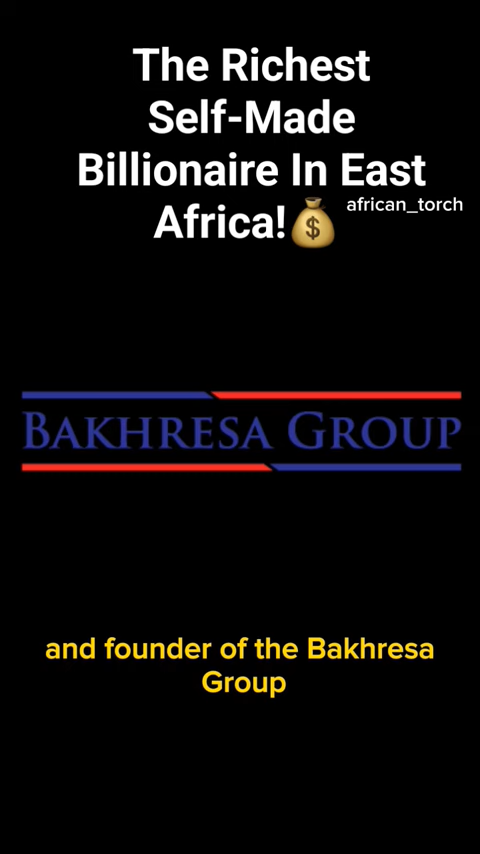 The Richest
Self-Made
Billionaire In East
Africa!💰
african_torch
BAKHRESA GROUP
and founder of the Bakhresa
Group